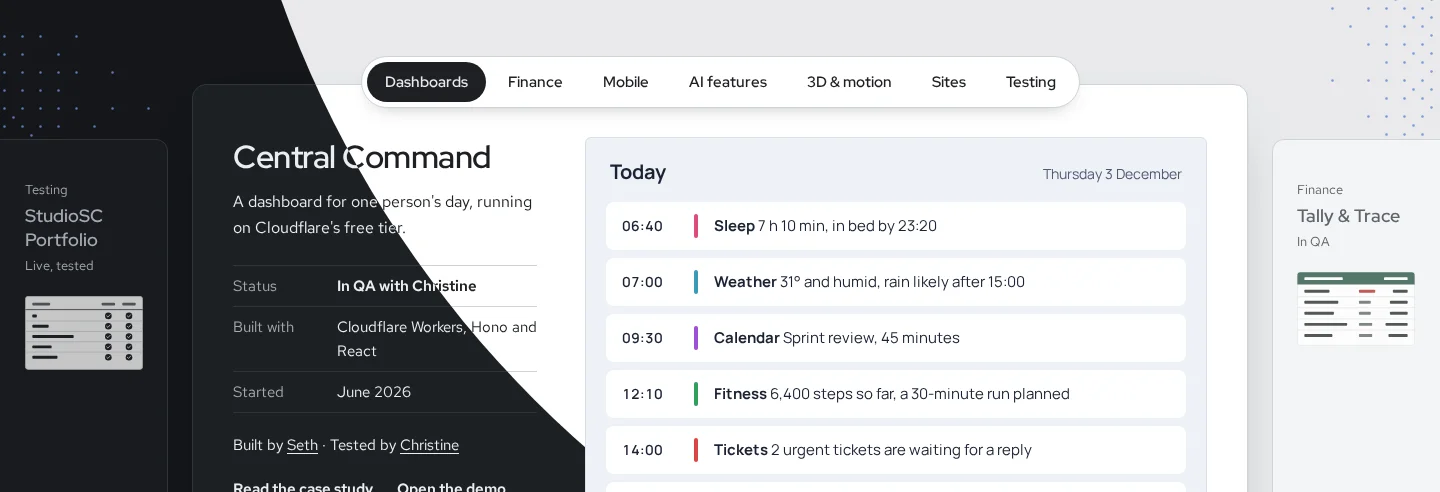 Dashboards
Finance
Mobile
AI features
3D & motion
Sites
Testing
Testing
StudioSC
Portfolio
Live, tested
Central Command
A dashboard for one person's day, running
on Cloudflare's free tier.
Status
In QA with Christine
Built with
Cloudflare Workers, Hono and
React
Started
June 2026
Built by Seth · Tested by Christine
Read the case study
Open the demo
Today
Thursday 3 December
06:40
Sleep 7 h 10 min, in bed by 23:20
07:00
Weather 31° and humid, rain likely after 15:00
09:30
Calendar Sprint review, 45 minutes
12:10
Fitness 6,400 steps so far, a 30-minute run planned
14:00
Tickets 2 urgent tickets are waiting for a reply
Finance
Tally & Trace
In QA